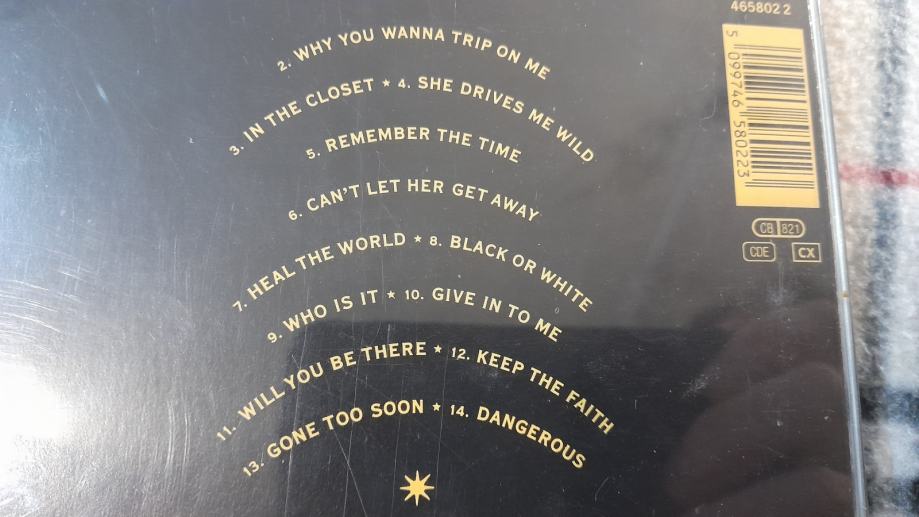 465802 2
2. WHY YOU WANNA TRIP ON ME
3. IN THE CLOSET ★ 4. SHE DRIVES ME WILD
5. REMEMBER THE TIME
6. CAN'T LET HER GET AWAY
7. HEAL THE WORLD ★ 8. BLACK OR WHITE
9. WHO IS IT ★ 10. GIVE IN TO ME
11. WILL YOU BE THERE ★ 12. KEEP THE FAITH
13. GONE TOO SOON ★ 14. DANGEROUS
5 099746 580223
CB 821
CDE CX